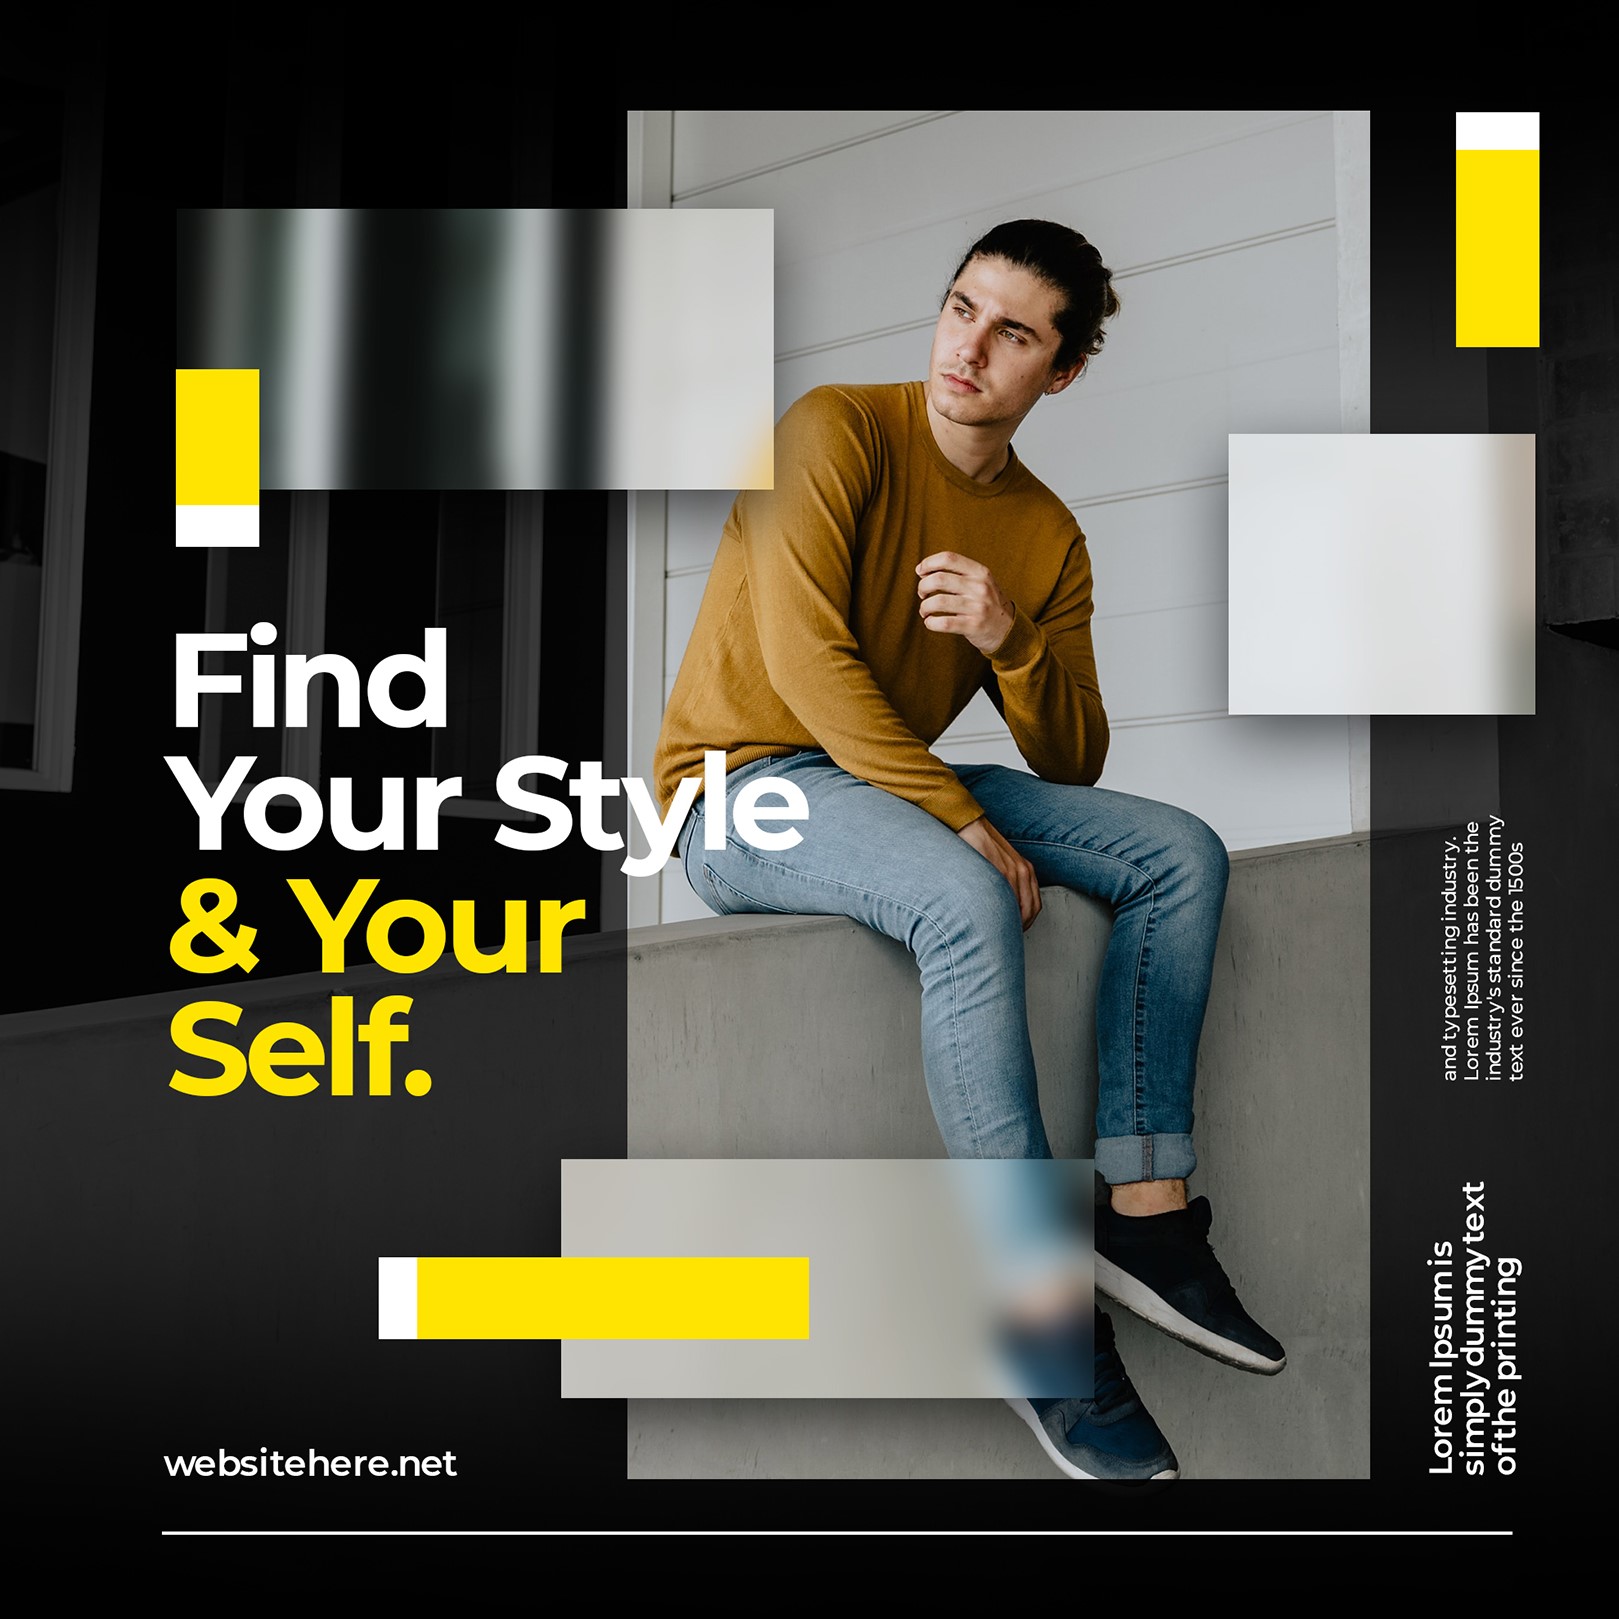 Find
Your Style
& Your
Self.
websitehere.net
and typesetting industry.
Lorem Ipsum has been the
industry's standard dummy
text ever since the 1500s
Lorem Ipsum is
simply dummy text
of the printing